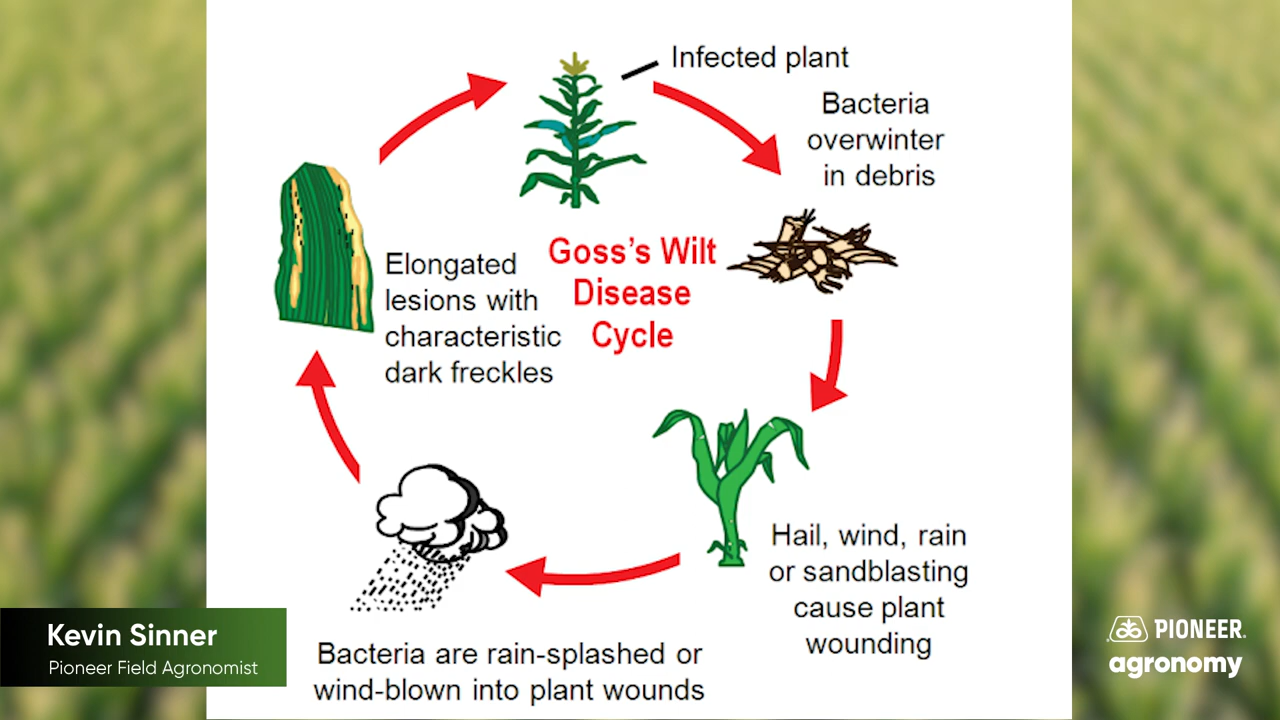 Infected plant
Bacteria
overwinter
in debris
Goss's Wilt
Disease
Cycle
Elongated
lesions with
characteristic
dark freckles
Hail, wind, rain
or sandblasting
cause plant
wounding
Bacteria are rain-splashed or
wind-blown into plant wounds
Kevin Sinner
Pioneer Field Agronomist
PIONEER.
agronomy